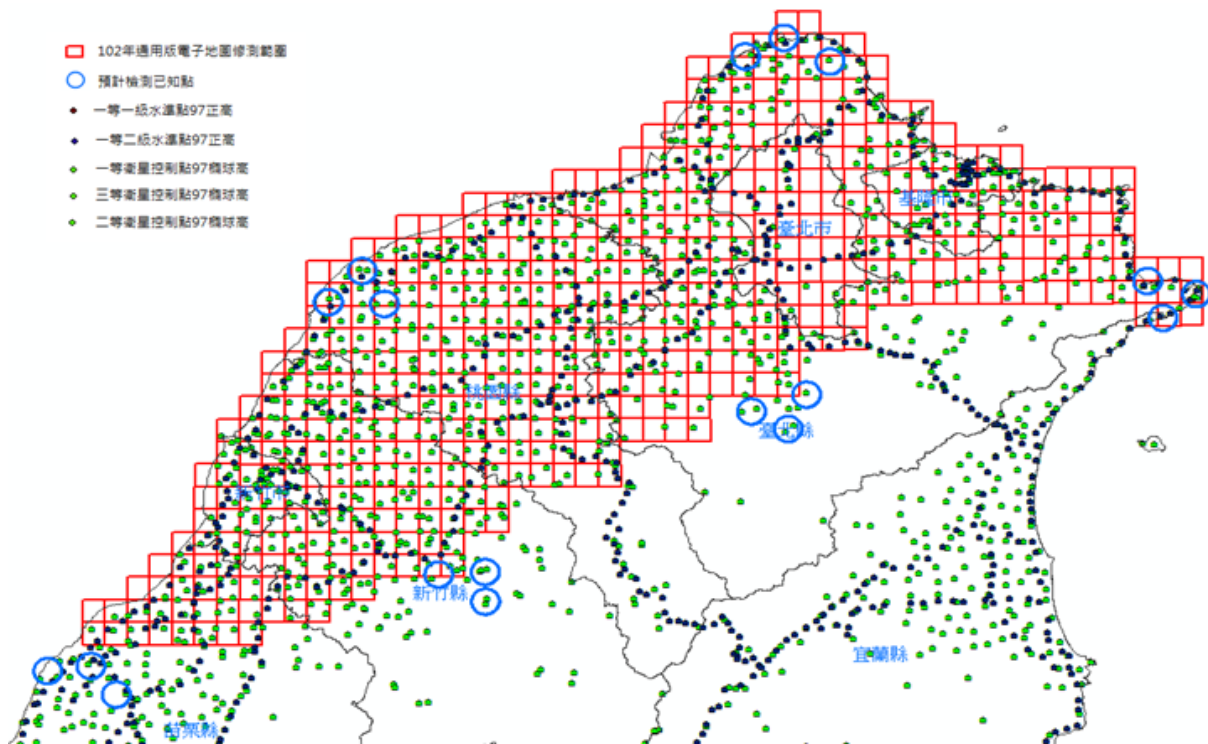 102年通用版電子地圖修測範圍
預計檢測已知點
一等一級水準點97正高
一等二級水準點97正高
一等衛星控制點97橢球高
三等衛星控制點97橢球高
二等衛星控制點97橢球高
基隆市
臺北市
桃園縣
臺北縣
新竹市
新竹縣
宜蘭縣
苗栗縣